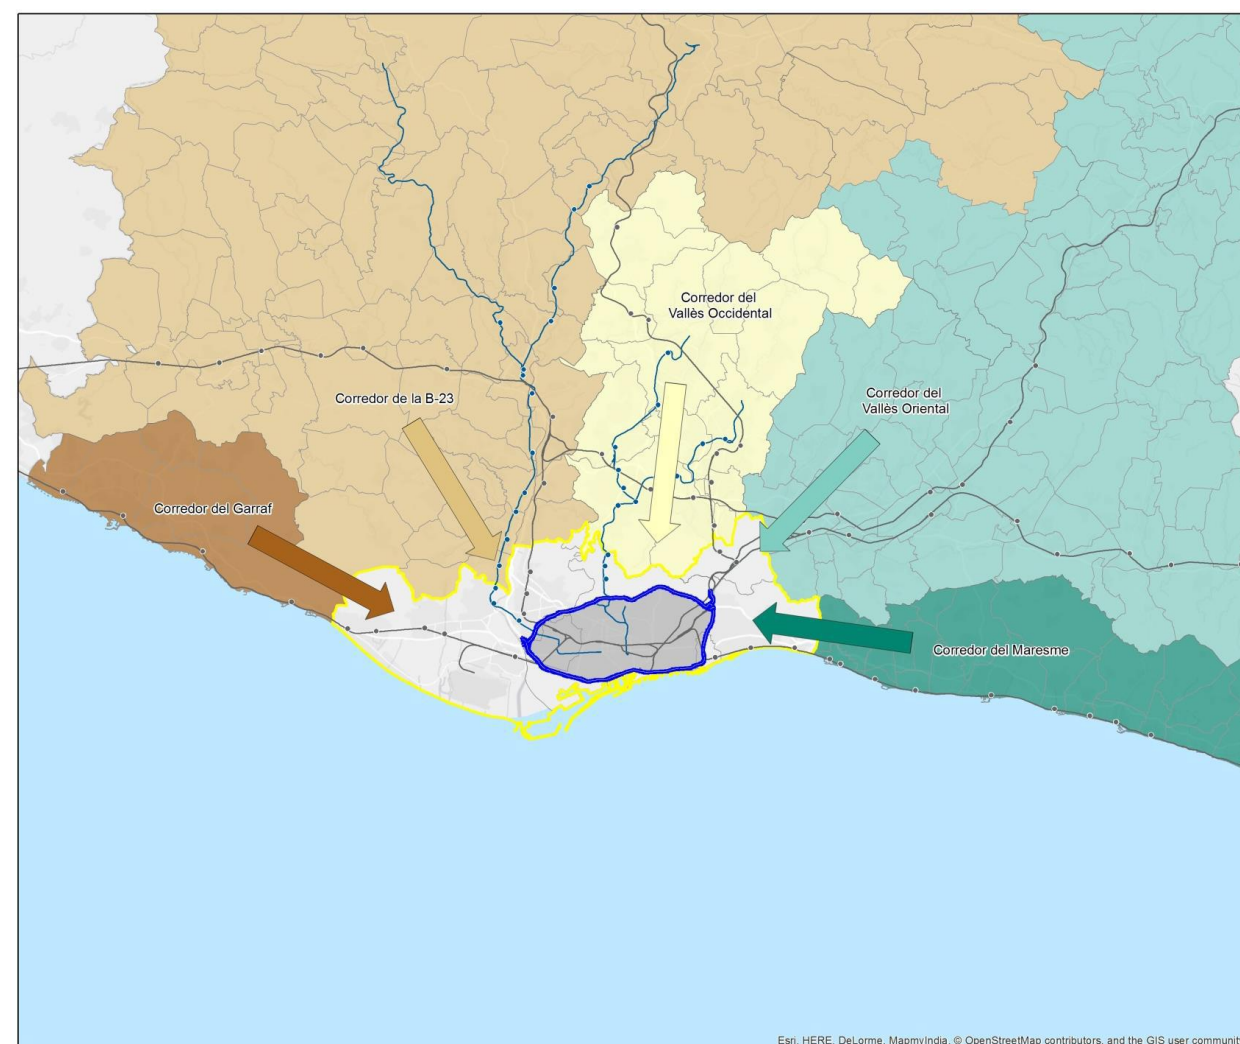 Corredor del
Vallès Occidental
Corredor de la B-23
Corredor del
Vallès Oriental
Corredor del Garraf
Corredor del Maresme
Esri, HERE, DeLorme, MapmyIndia, © OpenStreetMap contributors, and the GIS user community